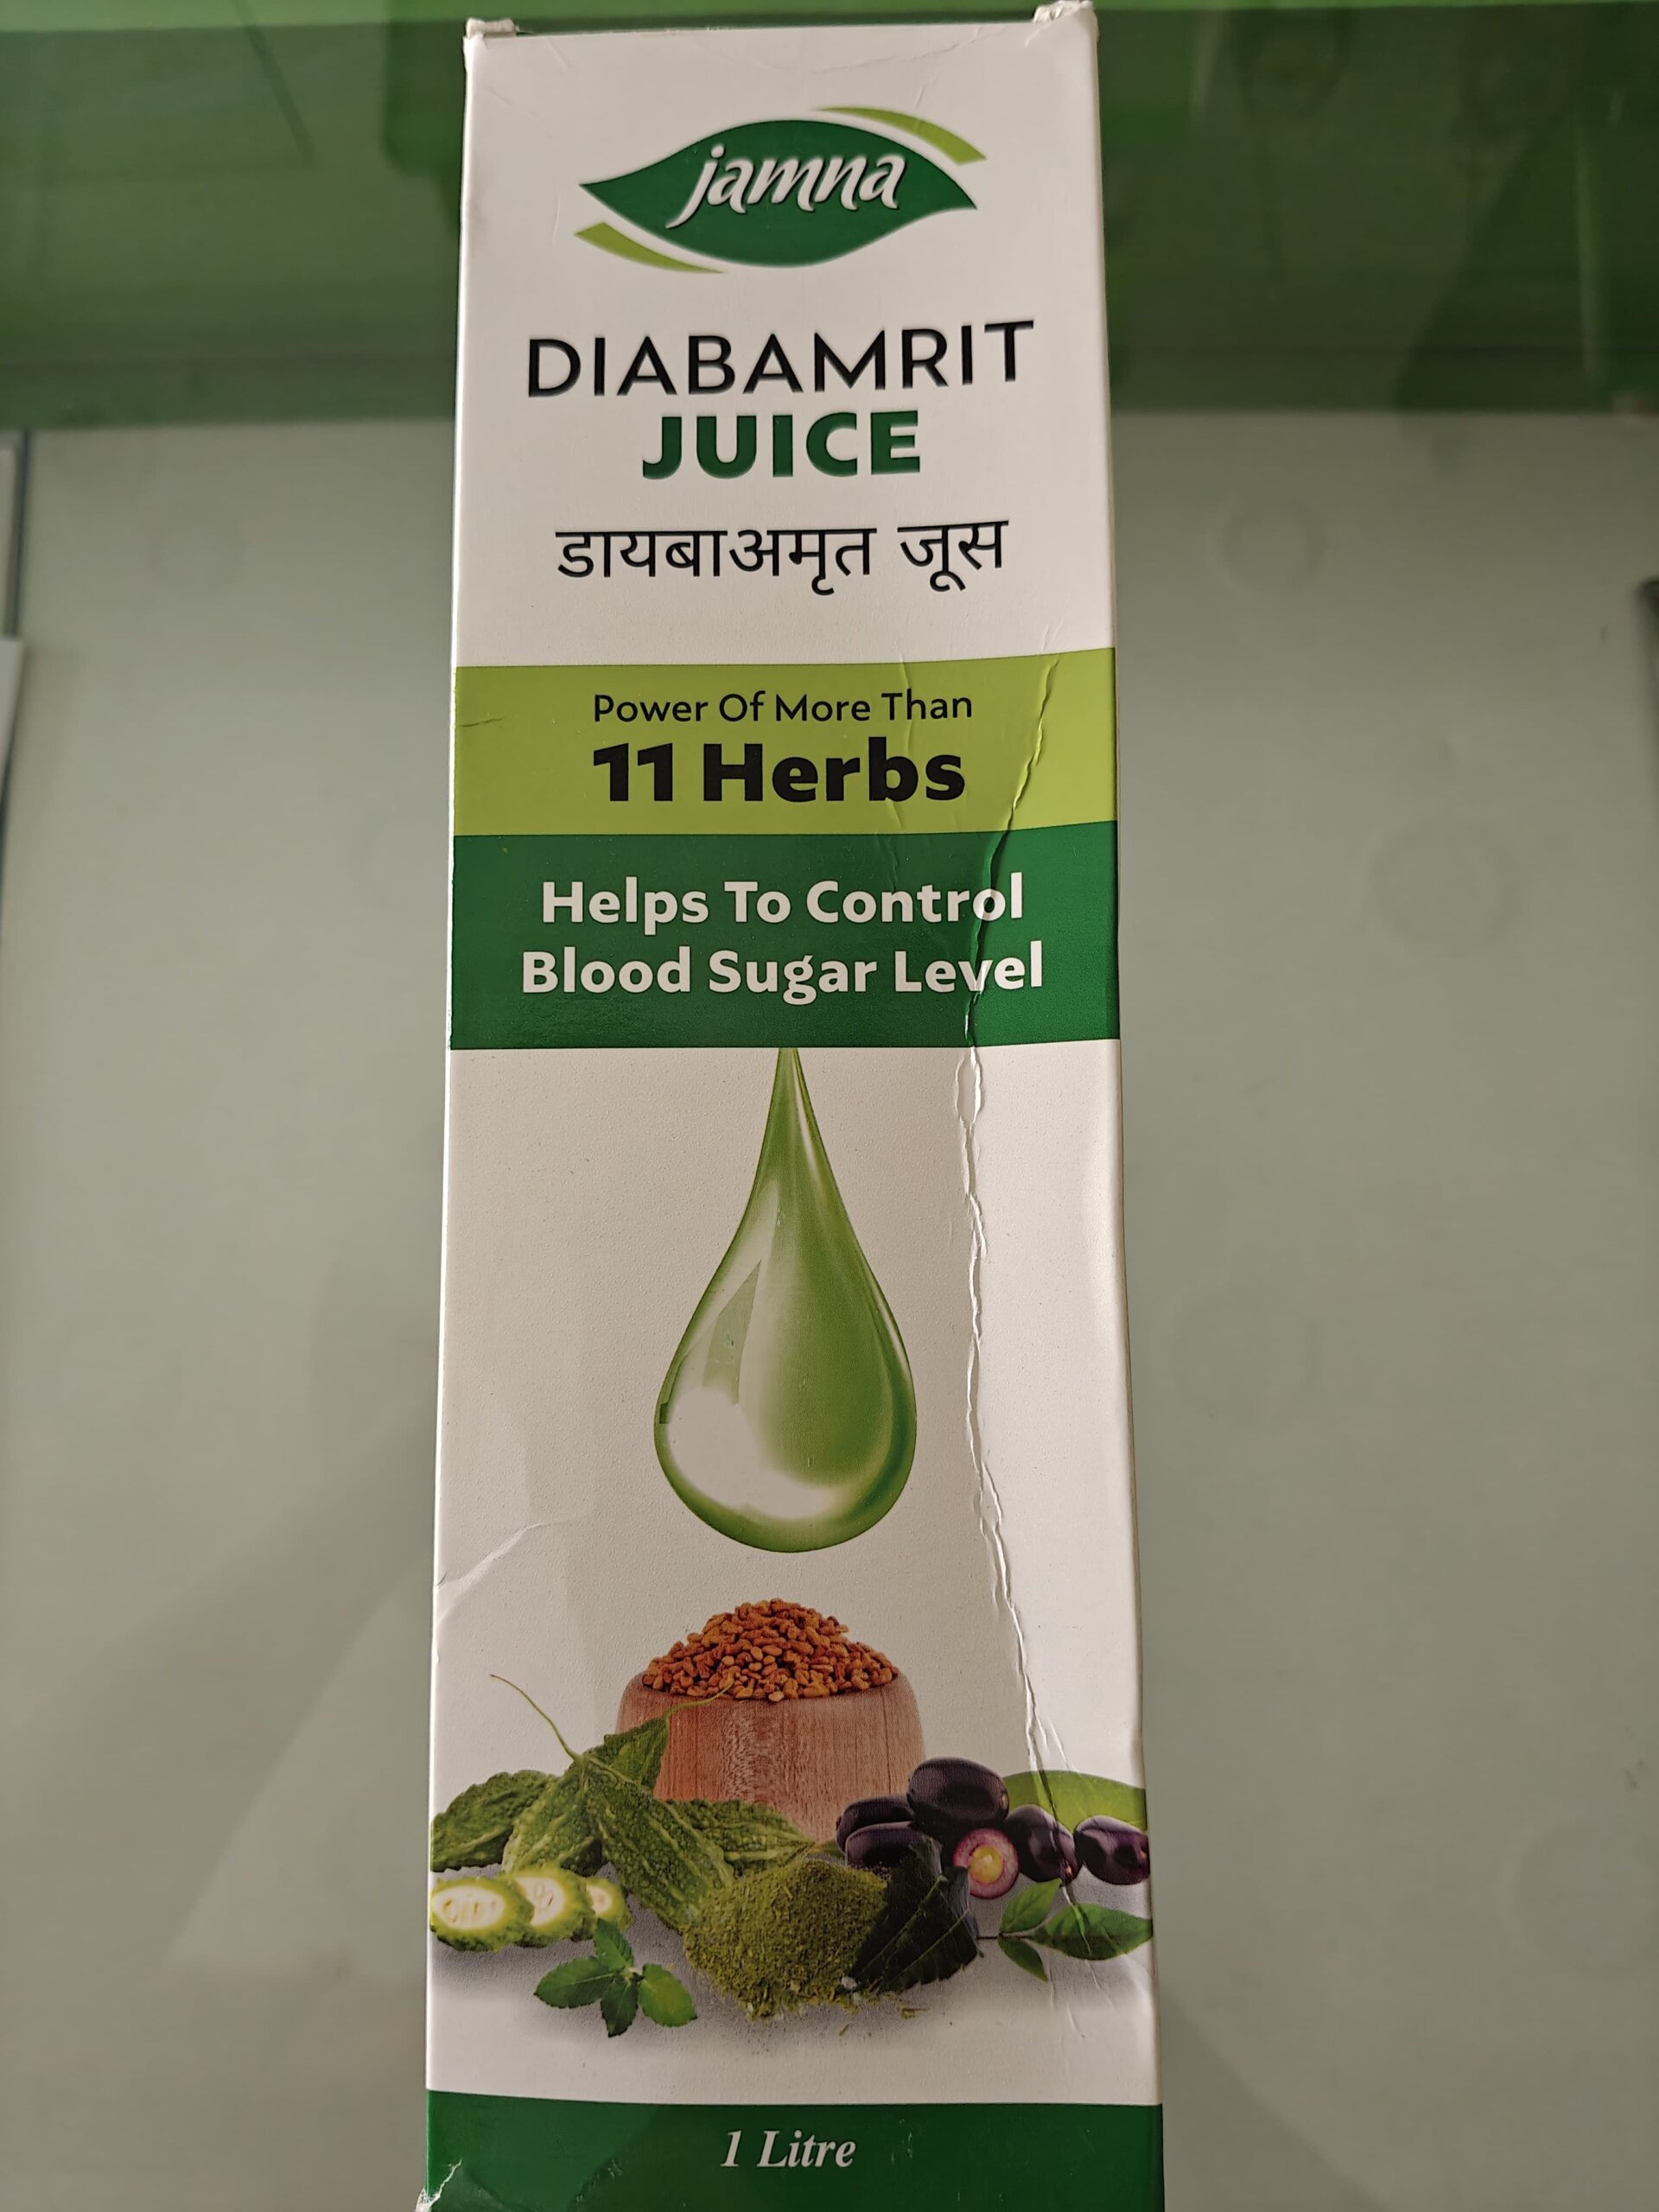 jamna
DIABAMRIT
JUICE
डायबाअमृत जूस
Power Of More Than
11 Herbs
Helps To Control
Blood Sugar Level
1 Litre